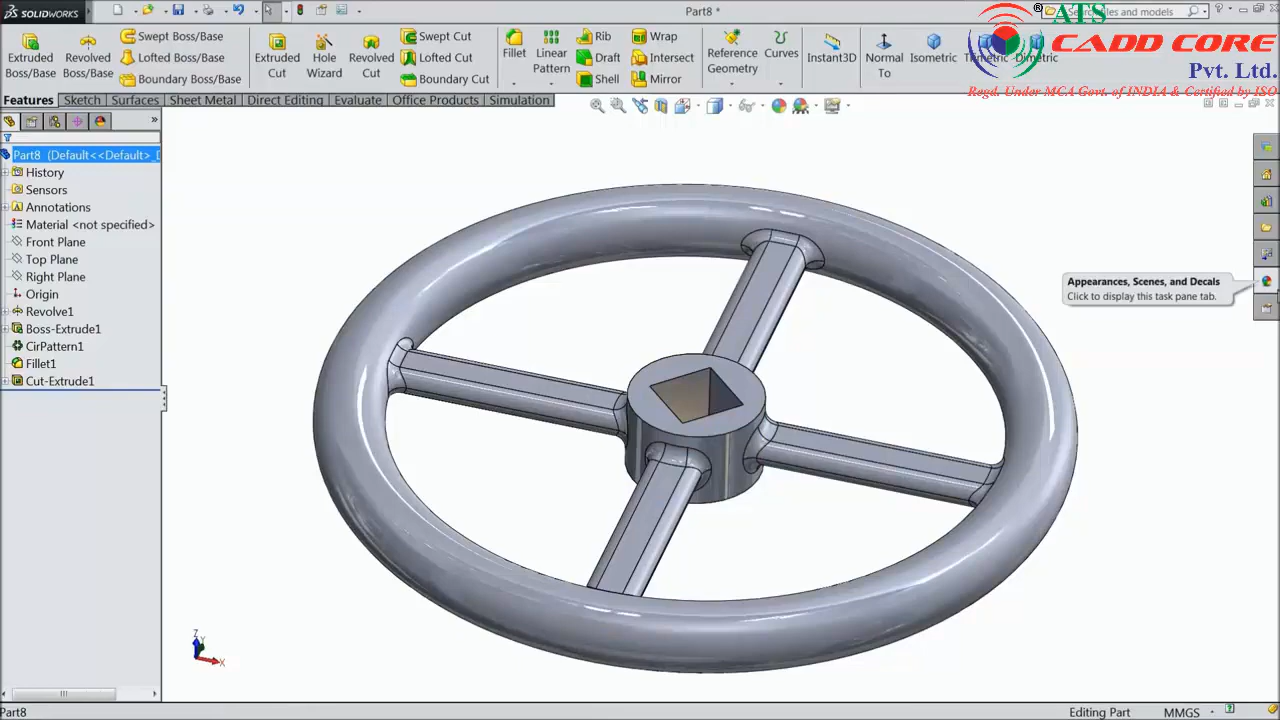 SOLIDWORKS
Part8 *
Search files and models
ATS
CADD CORE
Pvt. Ltd.
Regd. Under MCA Govt. of INDIA & Certified by ISO
Extruded Boss/Base
Revolved Boss/Base
Swept Boss/Base
Lofted Boss/Base
Boundary Boss/Base
Extruded Cut
Hole Wizard
Revolved Cut
Swept Cut
Lofted Cut
Boundary Cut
Fillet
Linear Pattern
Rib
Draft
Shell
Wrap
Intersect
Mirror
Reference Geometry
Curves
Instant3D
Normal To
Isometric
Trimetric
Dimetric
Features
Sketch
Surfaces
Sheet Metal
Direct Editing
Evaluate
Office Products
Simulation
Part8 (Default<<Default>_D
History
Sensors
Annotations
Material <not specified>
Front Plane
Top Plane
Right Plane
Origin
Revolve1
Boss-Extrude1
CirPattern1
Fillet1
Cut-Extrude1
Appearances, Scenes, and Decals
Click to display this task pane tab.
Z
Y
X
Part8
Editing Part
MMGS